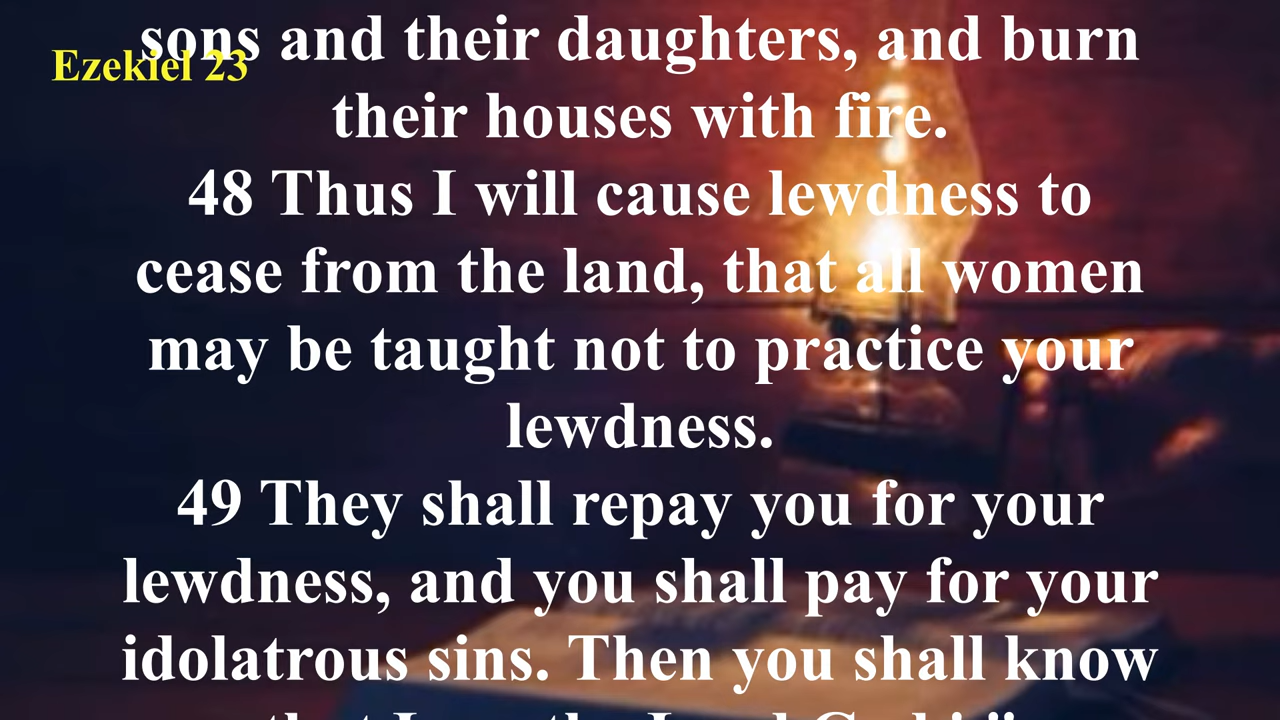 Ezekiel 23
sons and their daughters, and burn
their houses with fire.
48 Thus I will cause lewdness to
cease from the land, that all women
may be taught not to practice your
lewdness.
49 They shall repay you for your
lewdness, and you shall pay for your
idolatrous sins. Then you shall know